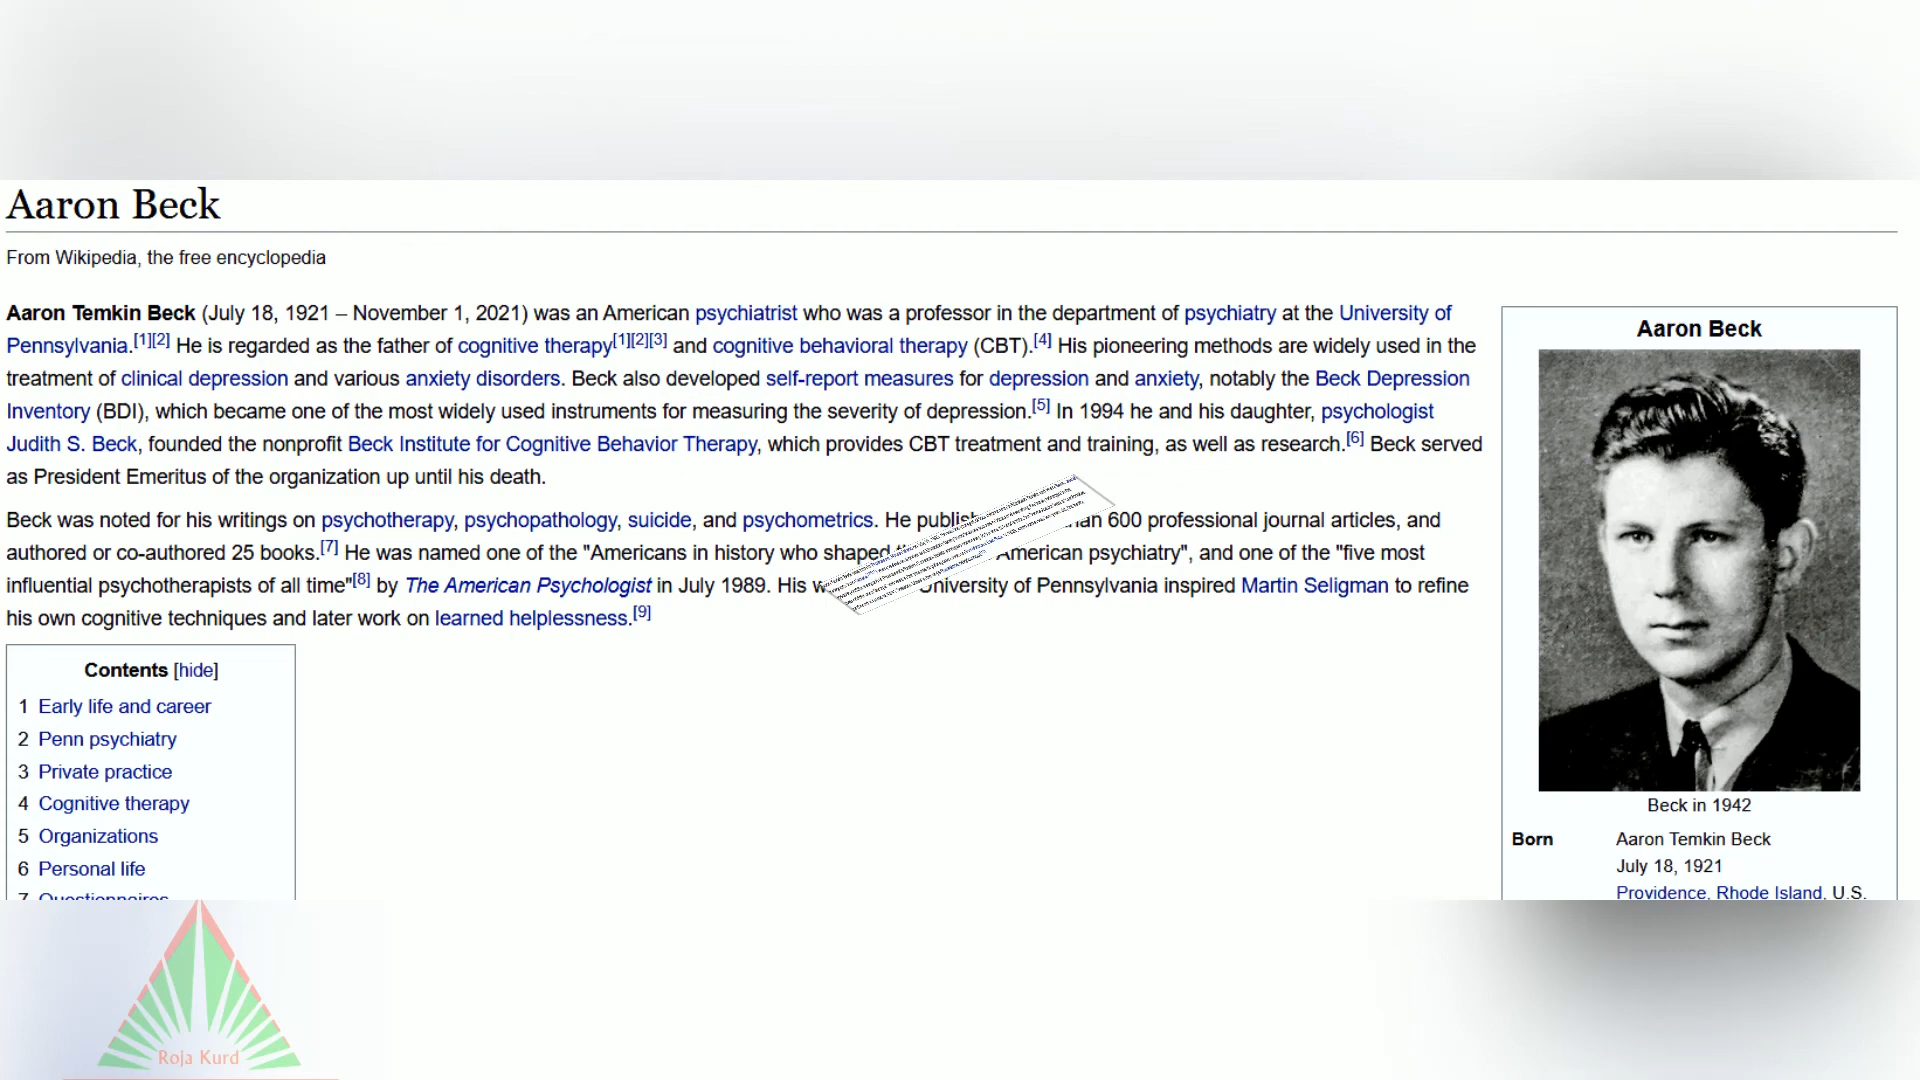 Aaron Beck
From Wikipedia, the free encyclopedia
Aaron Temkin Beck (July 18, 1921 – November 1, 2021) was an American psychiatrist who was a professor in the department of psychiatry at the University of
Pennsylvania.[1][2] He is regarded as the father of cognitive therapy[1][2][3] and cognitive behavioral therapy (CBT).[4] His pioneering methods are widely used in the
treatment of clinical depression and various anxiety disorders. Beck also developed self-report measures for depression and anxiety, notably the Beck Depression
Inventory (BDI), which became one of the most widely used instruments for measuring the severity of depression.[5] In 1994 he and his daughter, psychologist
Judith S. Beck, founded the nonprofit Beck Institute for Cognitive Behavior Therapy, which provides CBT treatment and training, as well as research.[6] Beck served
as President Emeritus of the organization up until his death.
Beck was noted for his writings on psychotherapy, psychopathology, suicide, and psychometrics. He 600 professional journal articles, and
authored or co-authored 25 books.[7] He was named one of the "Americans in history who shaped American psychiatry", and one of the "five most
influential psychotherapists of all time"[8] by The American Psychologist in July 1989. His University of Pennsylvania inspired Martin Seligman to refine
his own cognitive techniques and later work on learned helplessness.[9]
Contents [hide]
1 Early life and career
2 Penn psychiatry
3 Private practice
4 Cognitive therapy
5 Organizations
6 Personal life
7 Questionnaires
Aaron Beck
Beck in 1942
Born Aaron Temkin Beck
July 18, 1921
Providence, Rhode Island, U.S.
Roja Kurd